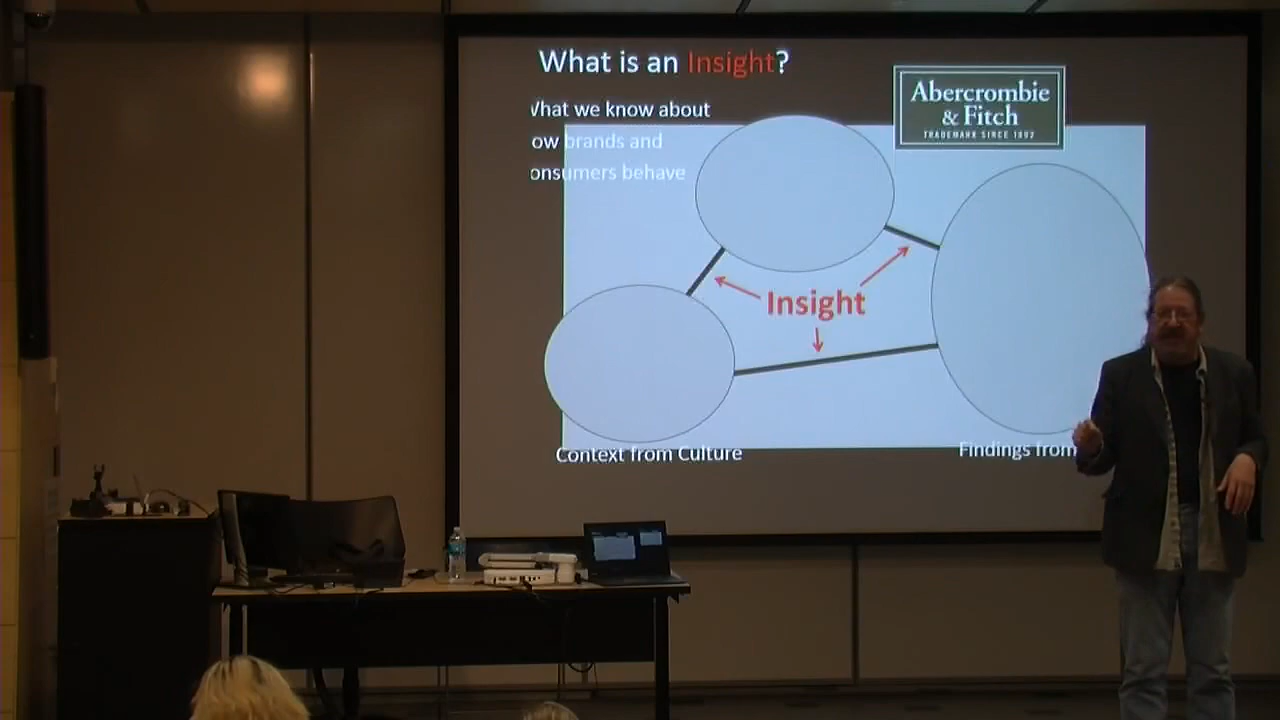 What is an Insight?
Vhat we know about
ow brands and
onsumers behave
Abercrombie
& Fitch
TRADEMARK SINCE 1892
Insight
Context from Culture
Findings from